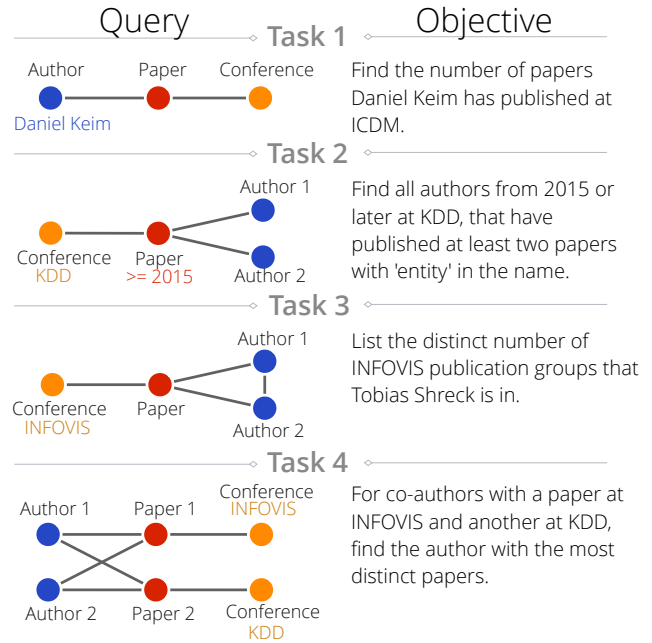 Query
Objective
Task 1
Author
Paper
Conference
Daniel Keim
Find the number of papers
Daniel Keim has published at
ICDM.
Task 2
Author 1
Conference
KDD
Paper
>= 2015
Author 2
Find all authors from 2015 or
later at KDD, that have
published at least two papers
with 'entity' in the name.
Task 3
Author 1
Conference
INFOVIS
Paper
Author 2
List the distinct number of
INFOVIS publication groups that
Tobias Shreck is in.
Task 4
Author 1
Paper 1
Conference
INFOVIS
Author 2
Paper 2
Conference
KDD
For co-authors with a paper at
INFOVIS and another at KDD,
find the author with the most
distinct papers.